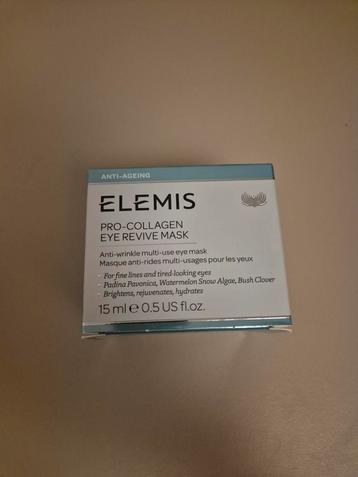 ANTI-AGEING
ELEMIS
PRO-COLLAGEN
EYE REVIVE MASK
Anti-wrinkle multi-use eye mask
Masque anti-rides multi-usages pour les yeux
- For fine lines and tired-looking eyes
- Padina Pavonica, Watermelon Snow Algae, Bush Clover
- Brightens, rejuvenates, hydrates
15 ml e 0.5 US fl.oz.